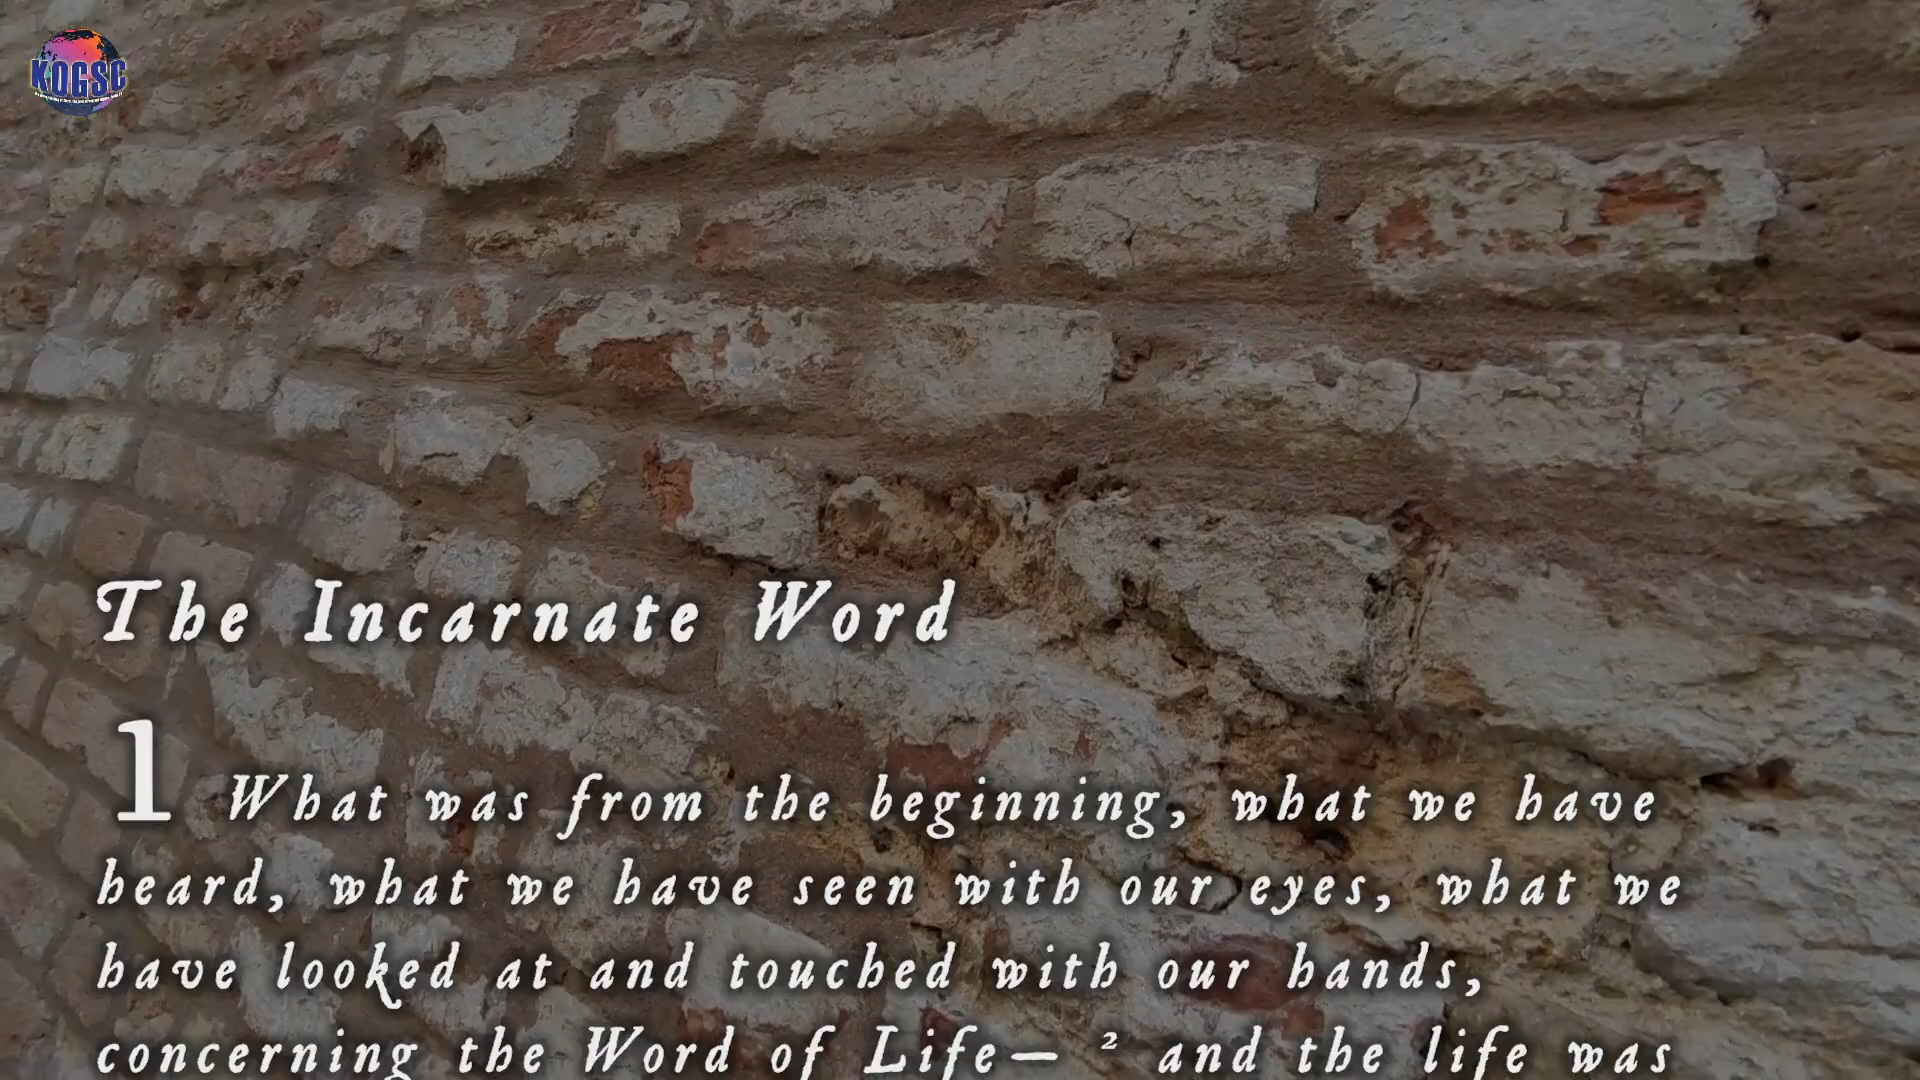 KOGSC
The Incarnate Word
1 What was from the beginning, what we have
heard, what we have seen with our eyes, what we
have looked at and touched with our hands,
concerning the Word of Life— ² and the life was